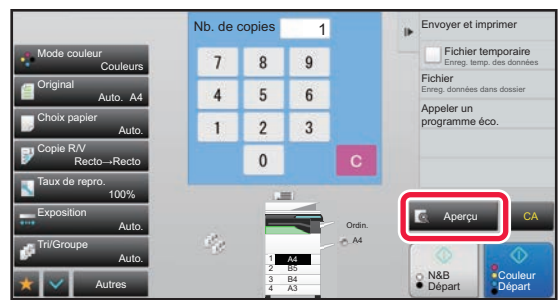 Nb. de copies 1
Mode couleur
Couleurs
Original
Auto. A4
Choix papier
Auto.
Copie R/V
Recto→Recto
Taux de repro.
100%
Exposition
Auto.
Tri/Groupe
Auto.
Autres
7 8 9
4 5 6
1 2 3
0 C
Ordin.
A4
1 A4
2 B5
3 B4
4 A3
Envoyer et imprimer
Fichier temporaire
Enreg. temp. des données
Fichier
Enreg. données dans dossier
Appeler un
programme éco.
Aperçu
CA
N&B
Départ
Couleur
Départ